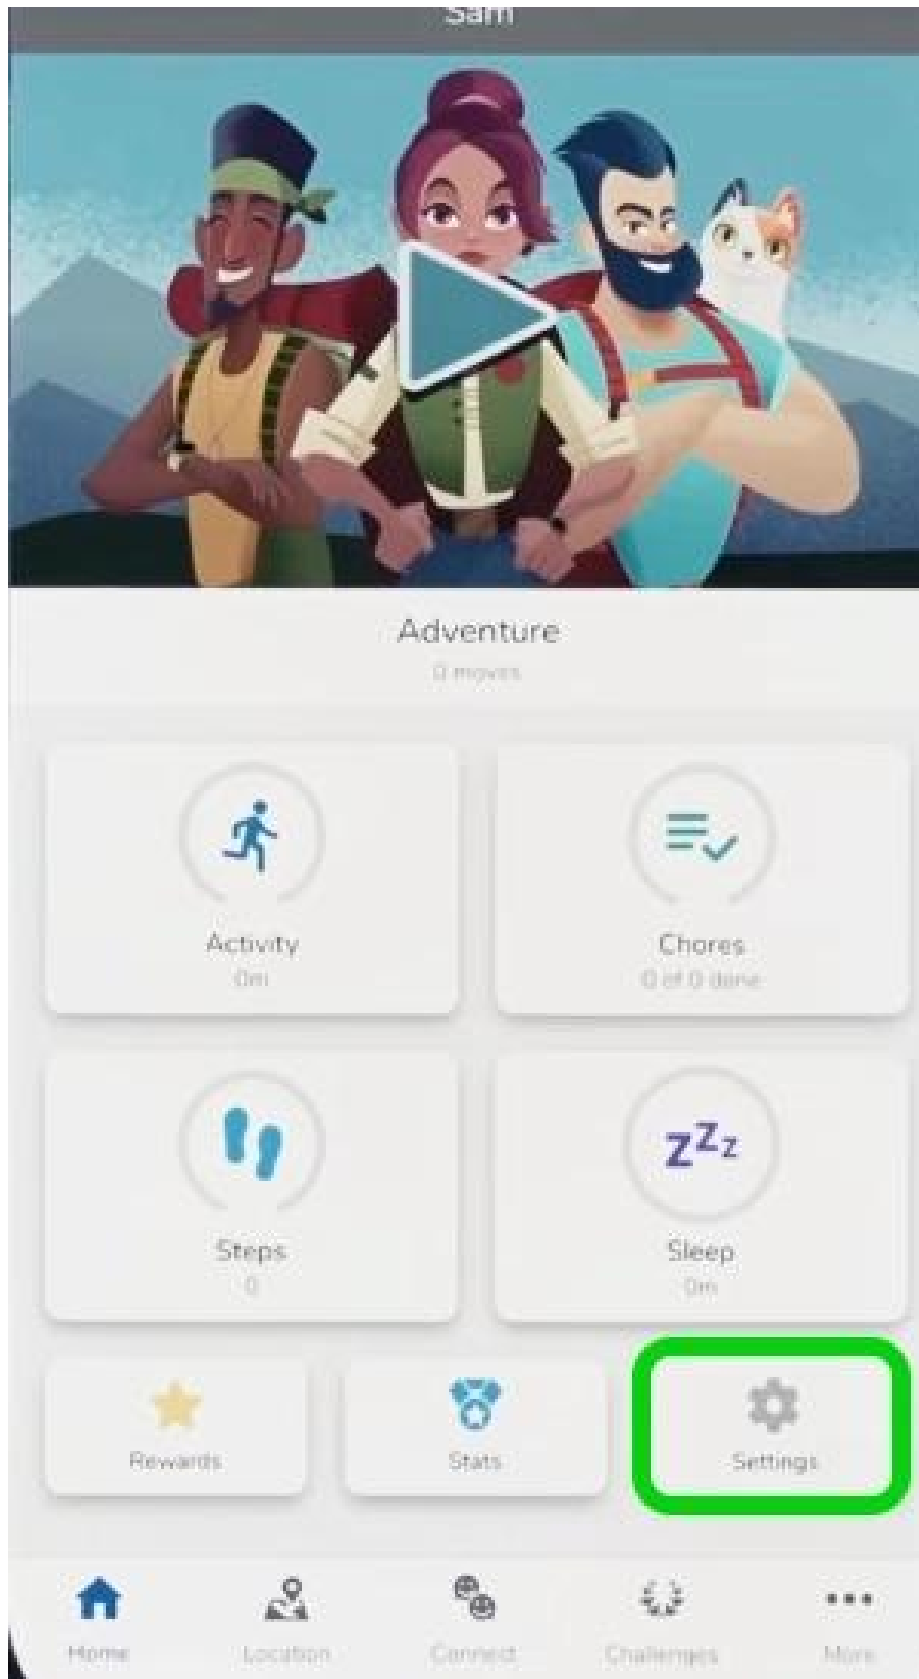 Sam
Adventure
0 moves
Activity
0m
Chores
0 of 0 done
Steps
0
zZz
Sleep
0m
Rewards
Stats
Settings
Home
Location
Connect
Challenges
More